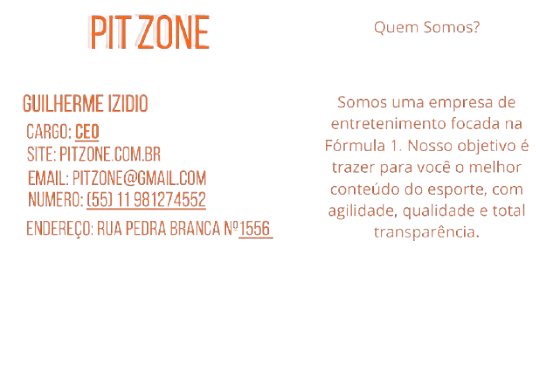 PIT ZONE
GUILHERME IZIDIO
CARGO: CEO
SITE: PITZONE.COM.BR
EMAIL: PITZONE@GMAIL.COM
NUMERO: (55) 11 981274552
ENDEREÇO: RUA PEDRA BRANCA Nº1556
Quem Somos?
Somos uma empresa de
entretenimento focada na
Fórmula 1. Nosso objetivo é
trazer para você o melhor
conteúdo do esporte, com
agilidade, qualidade e total
transparência.